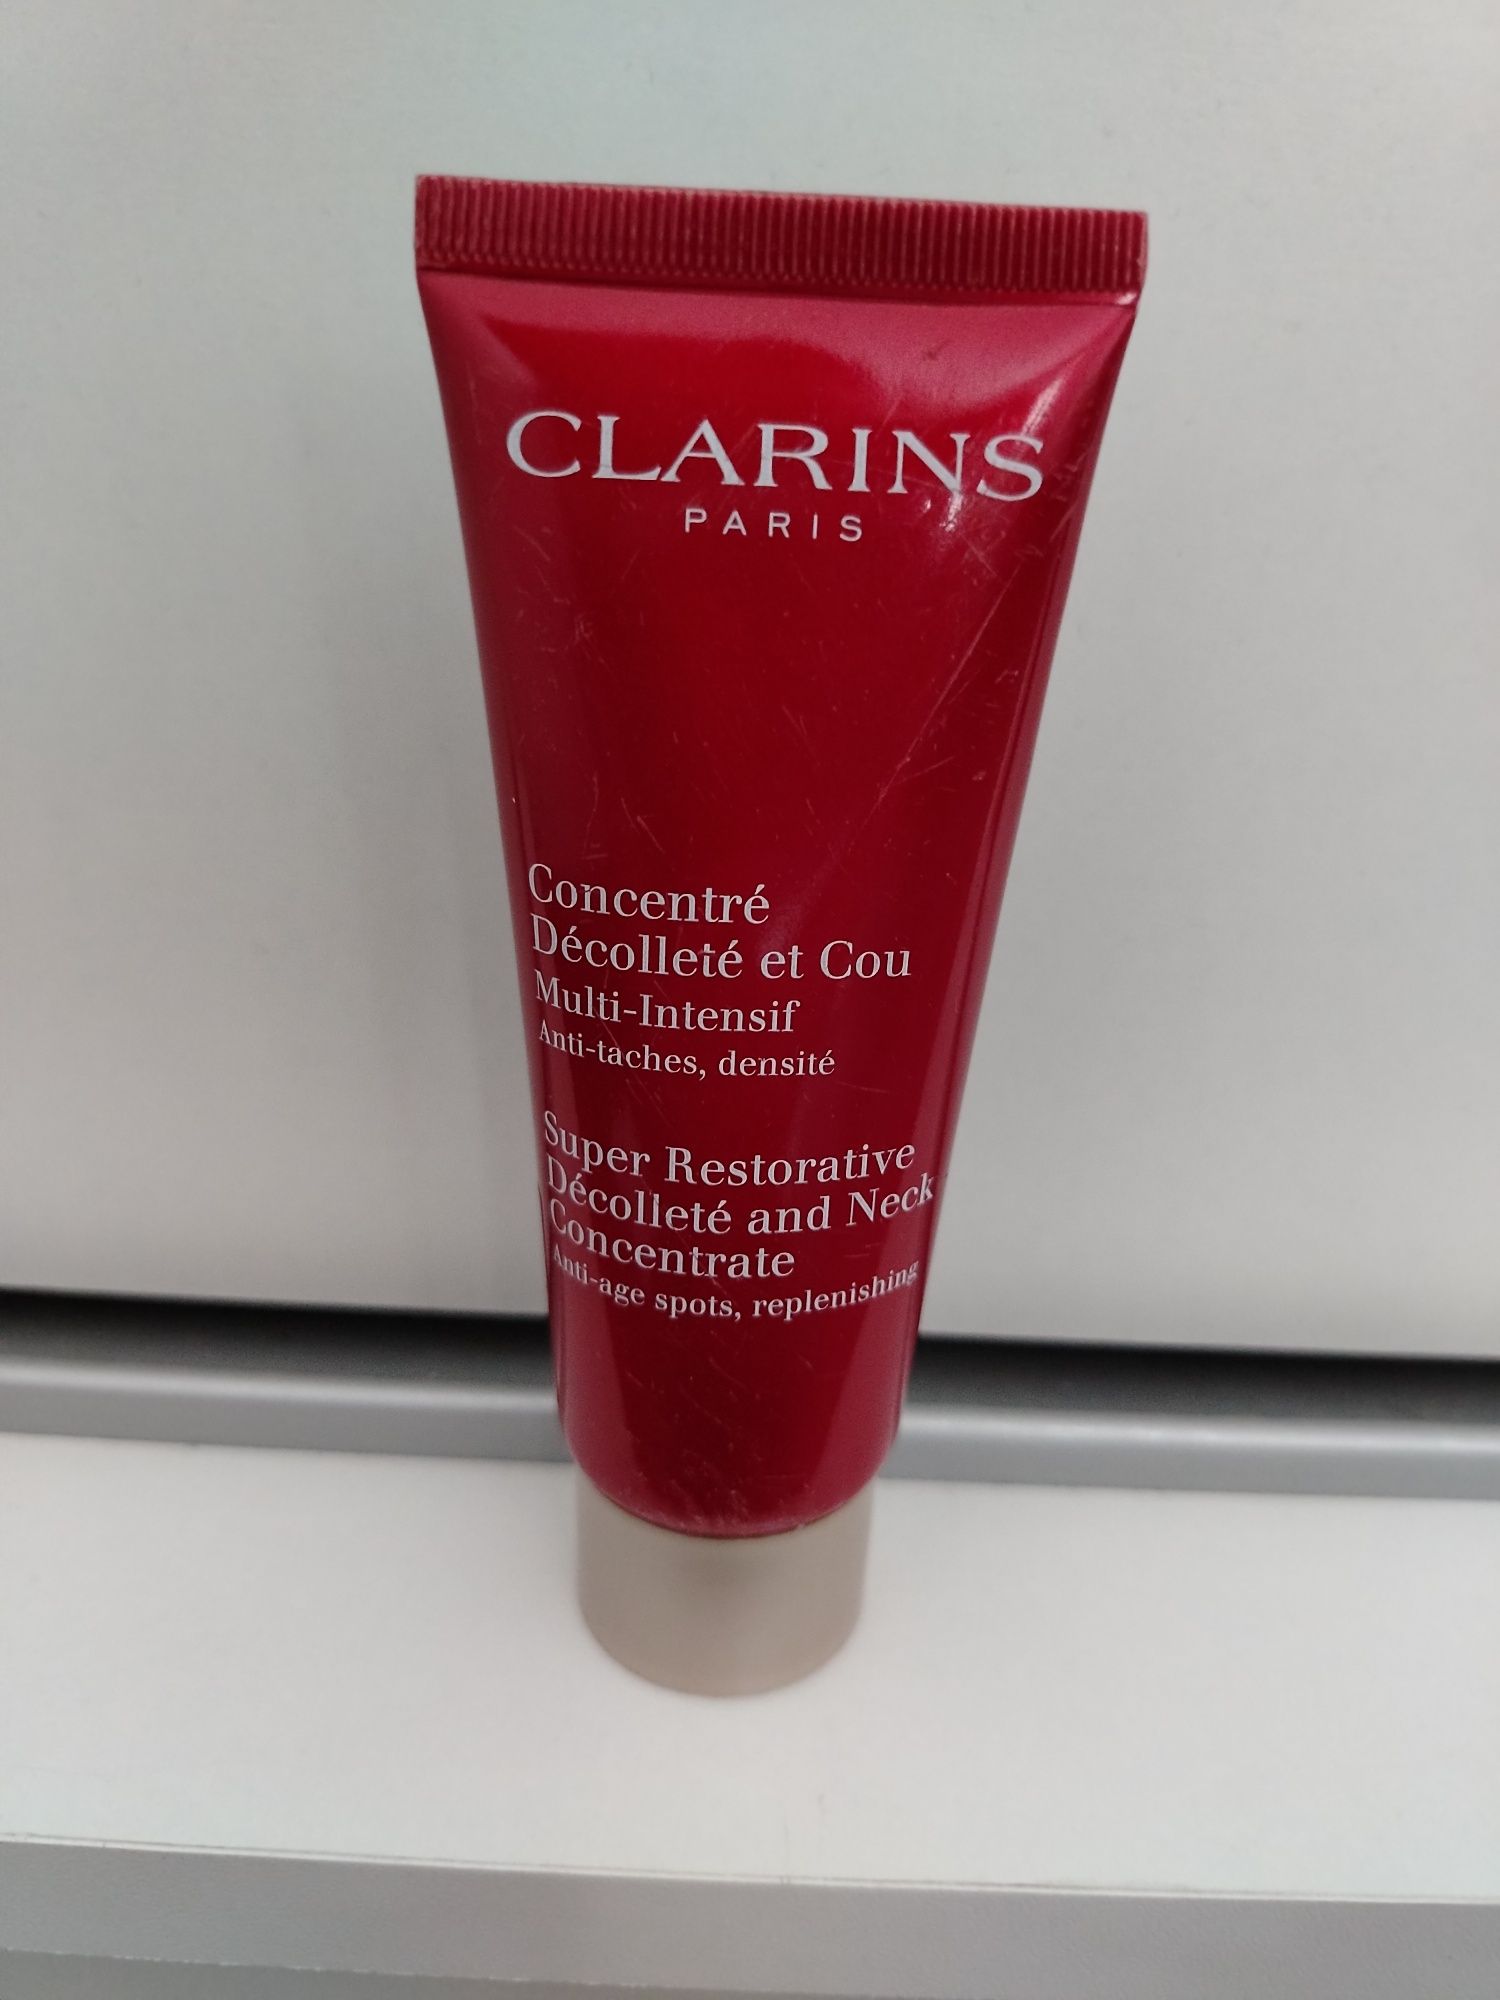 CLARINS
PARIS
Concentré
Décolleté et Cou
Multi-Intensif
Anti-taches, densité
Super Restorative
Décolleté and Neck
Concentrate
Anti-age spots, replenishing